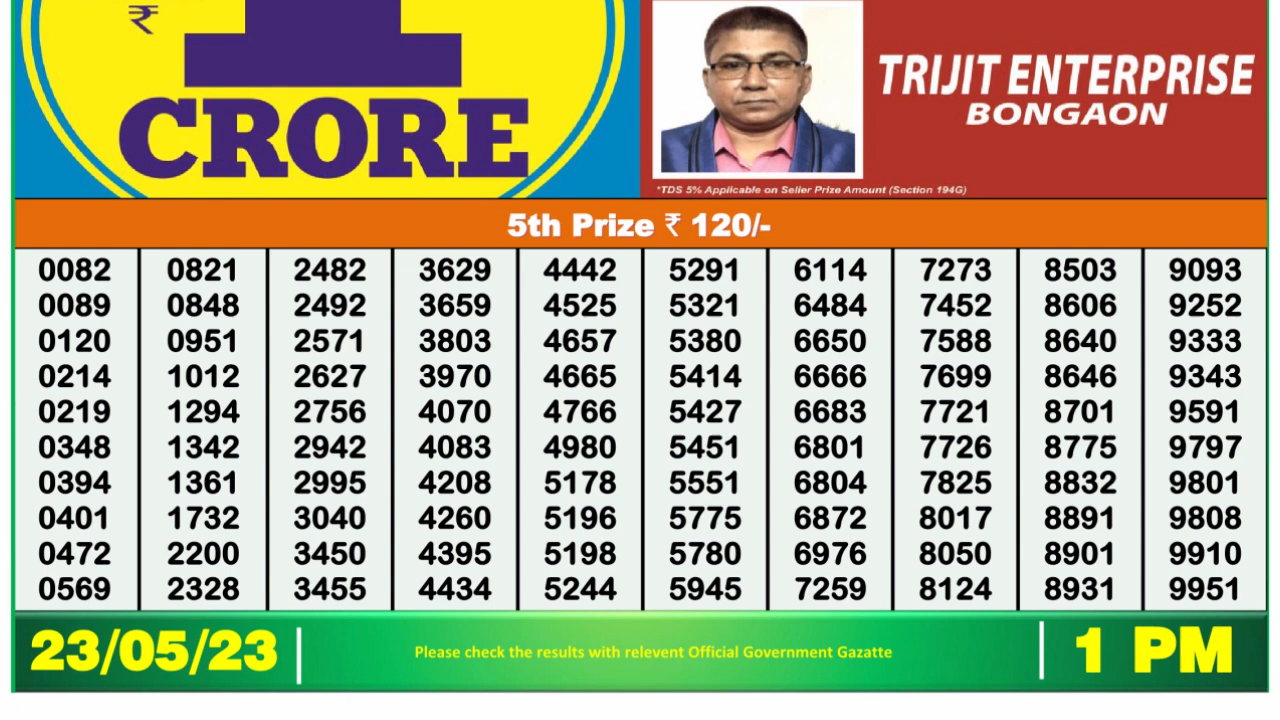 ₹
1
CRORE
TRIJIT ENTERPRISE
BONGAON
*TDS 5% Applicable on Seller Prize Amount (Section 194G)
5th Prize ₹ 120/-
0082 0821 2482 3629 4442 5291 6114 7273 8503 9093
0089 0848 2492 3659 4525 5321 6484 7452 8606 9252
0120 0951 2571 3803 4657 5380 6650 7588 8640 9333
0214 1012 2627 3970 4665 5414 6666 7699 8646 9343
0219 1294 2756 4070 4766 5427 6683 7721 8701 9591
0348 1342 2942 4083 4980 5451 6801 7726 8775 9797
0394 1361 2995 4208 5178 5551 6804 7825 8832 9801
0401 1732 3040 4260 5196 5775 6872 8017 8891 9808
0472 2200 3450 4395 5198 5780 6976 8050 8901 9910
0569 2328 3455 4434 5244 5945 7259 8124 8931 9951
23/05/23
Please check the results with relevent Official Government Gazatte
1 PM